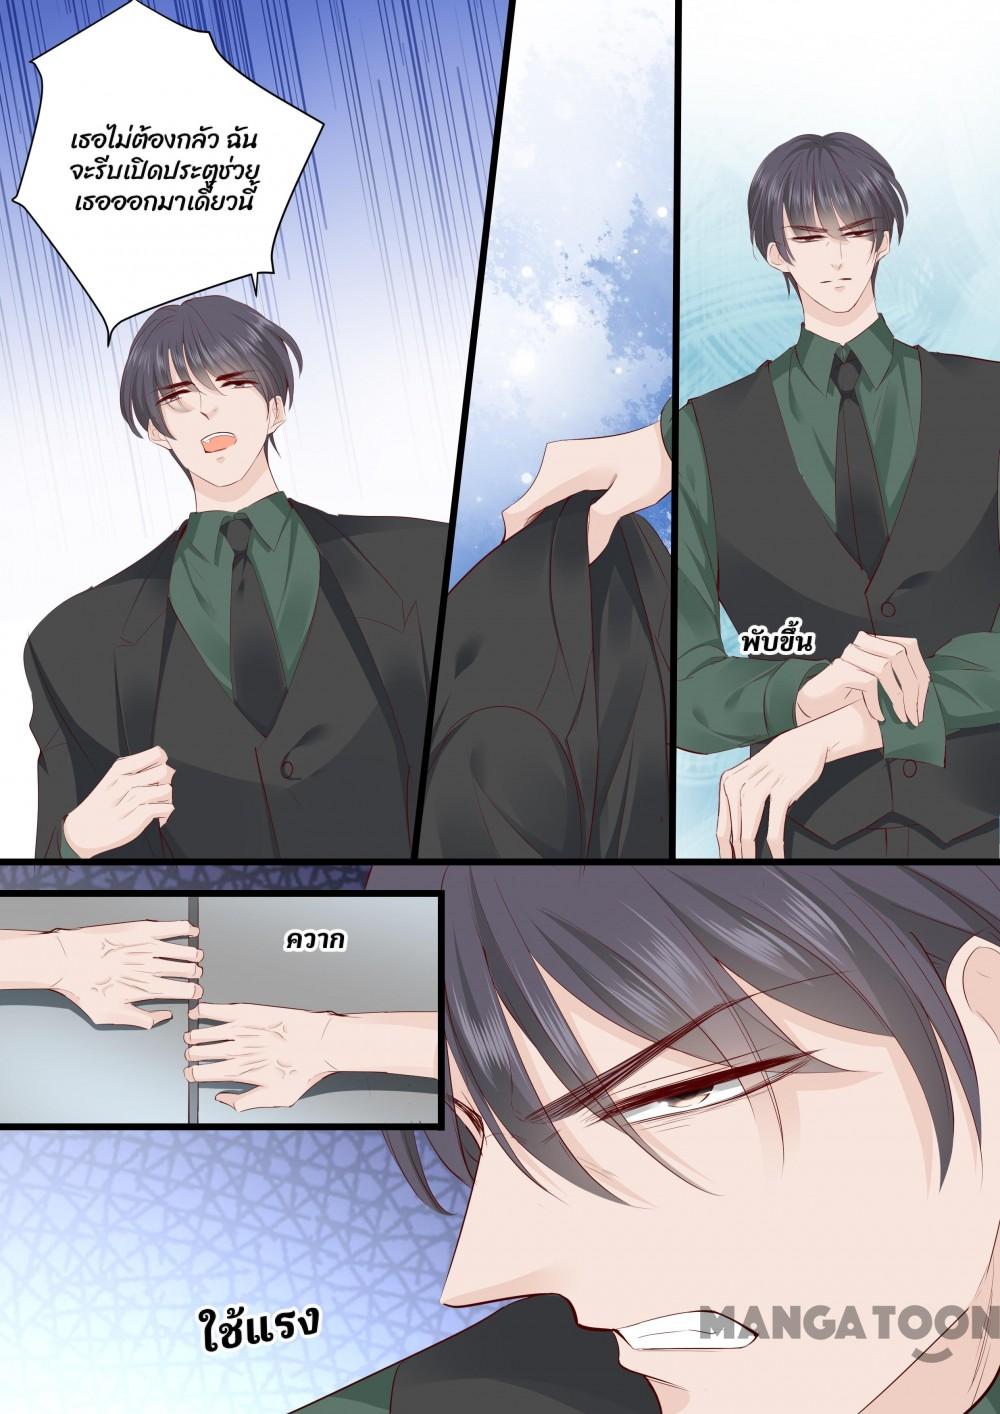 เธอไม่ต้องกลัว ฉัน
จะรีบเปิดประตูช่วย
เธอออกมาเดี๋ยวนี้
พับขึ้น
ควาก
ใช้แรง
MANGATOON